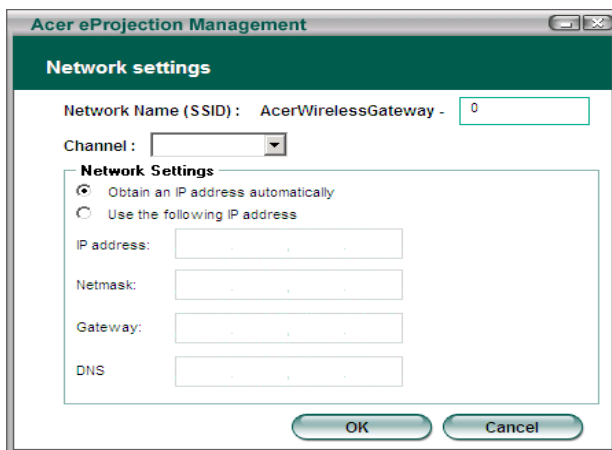 Acer eProjection Management
Network settings
Network Name (SSID) : AcerWirelessGateway - 0
Channel :
Network Settings
Obtain an IP address automatically
Use the following IP address
IP address:
Netmask:
Gateway:
DNS
OK Cancel